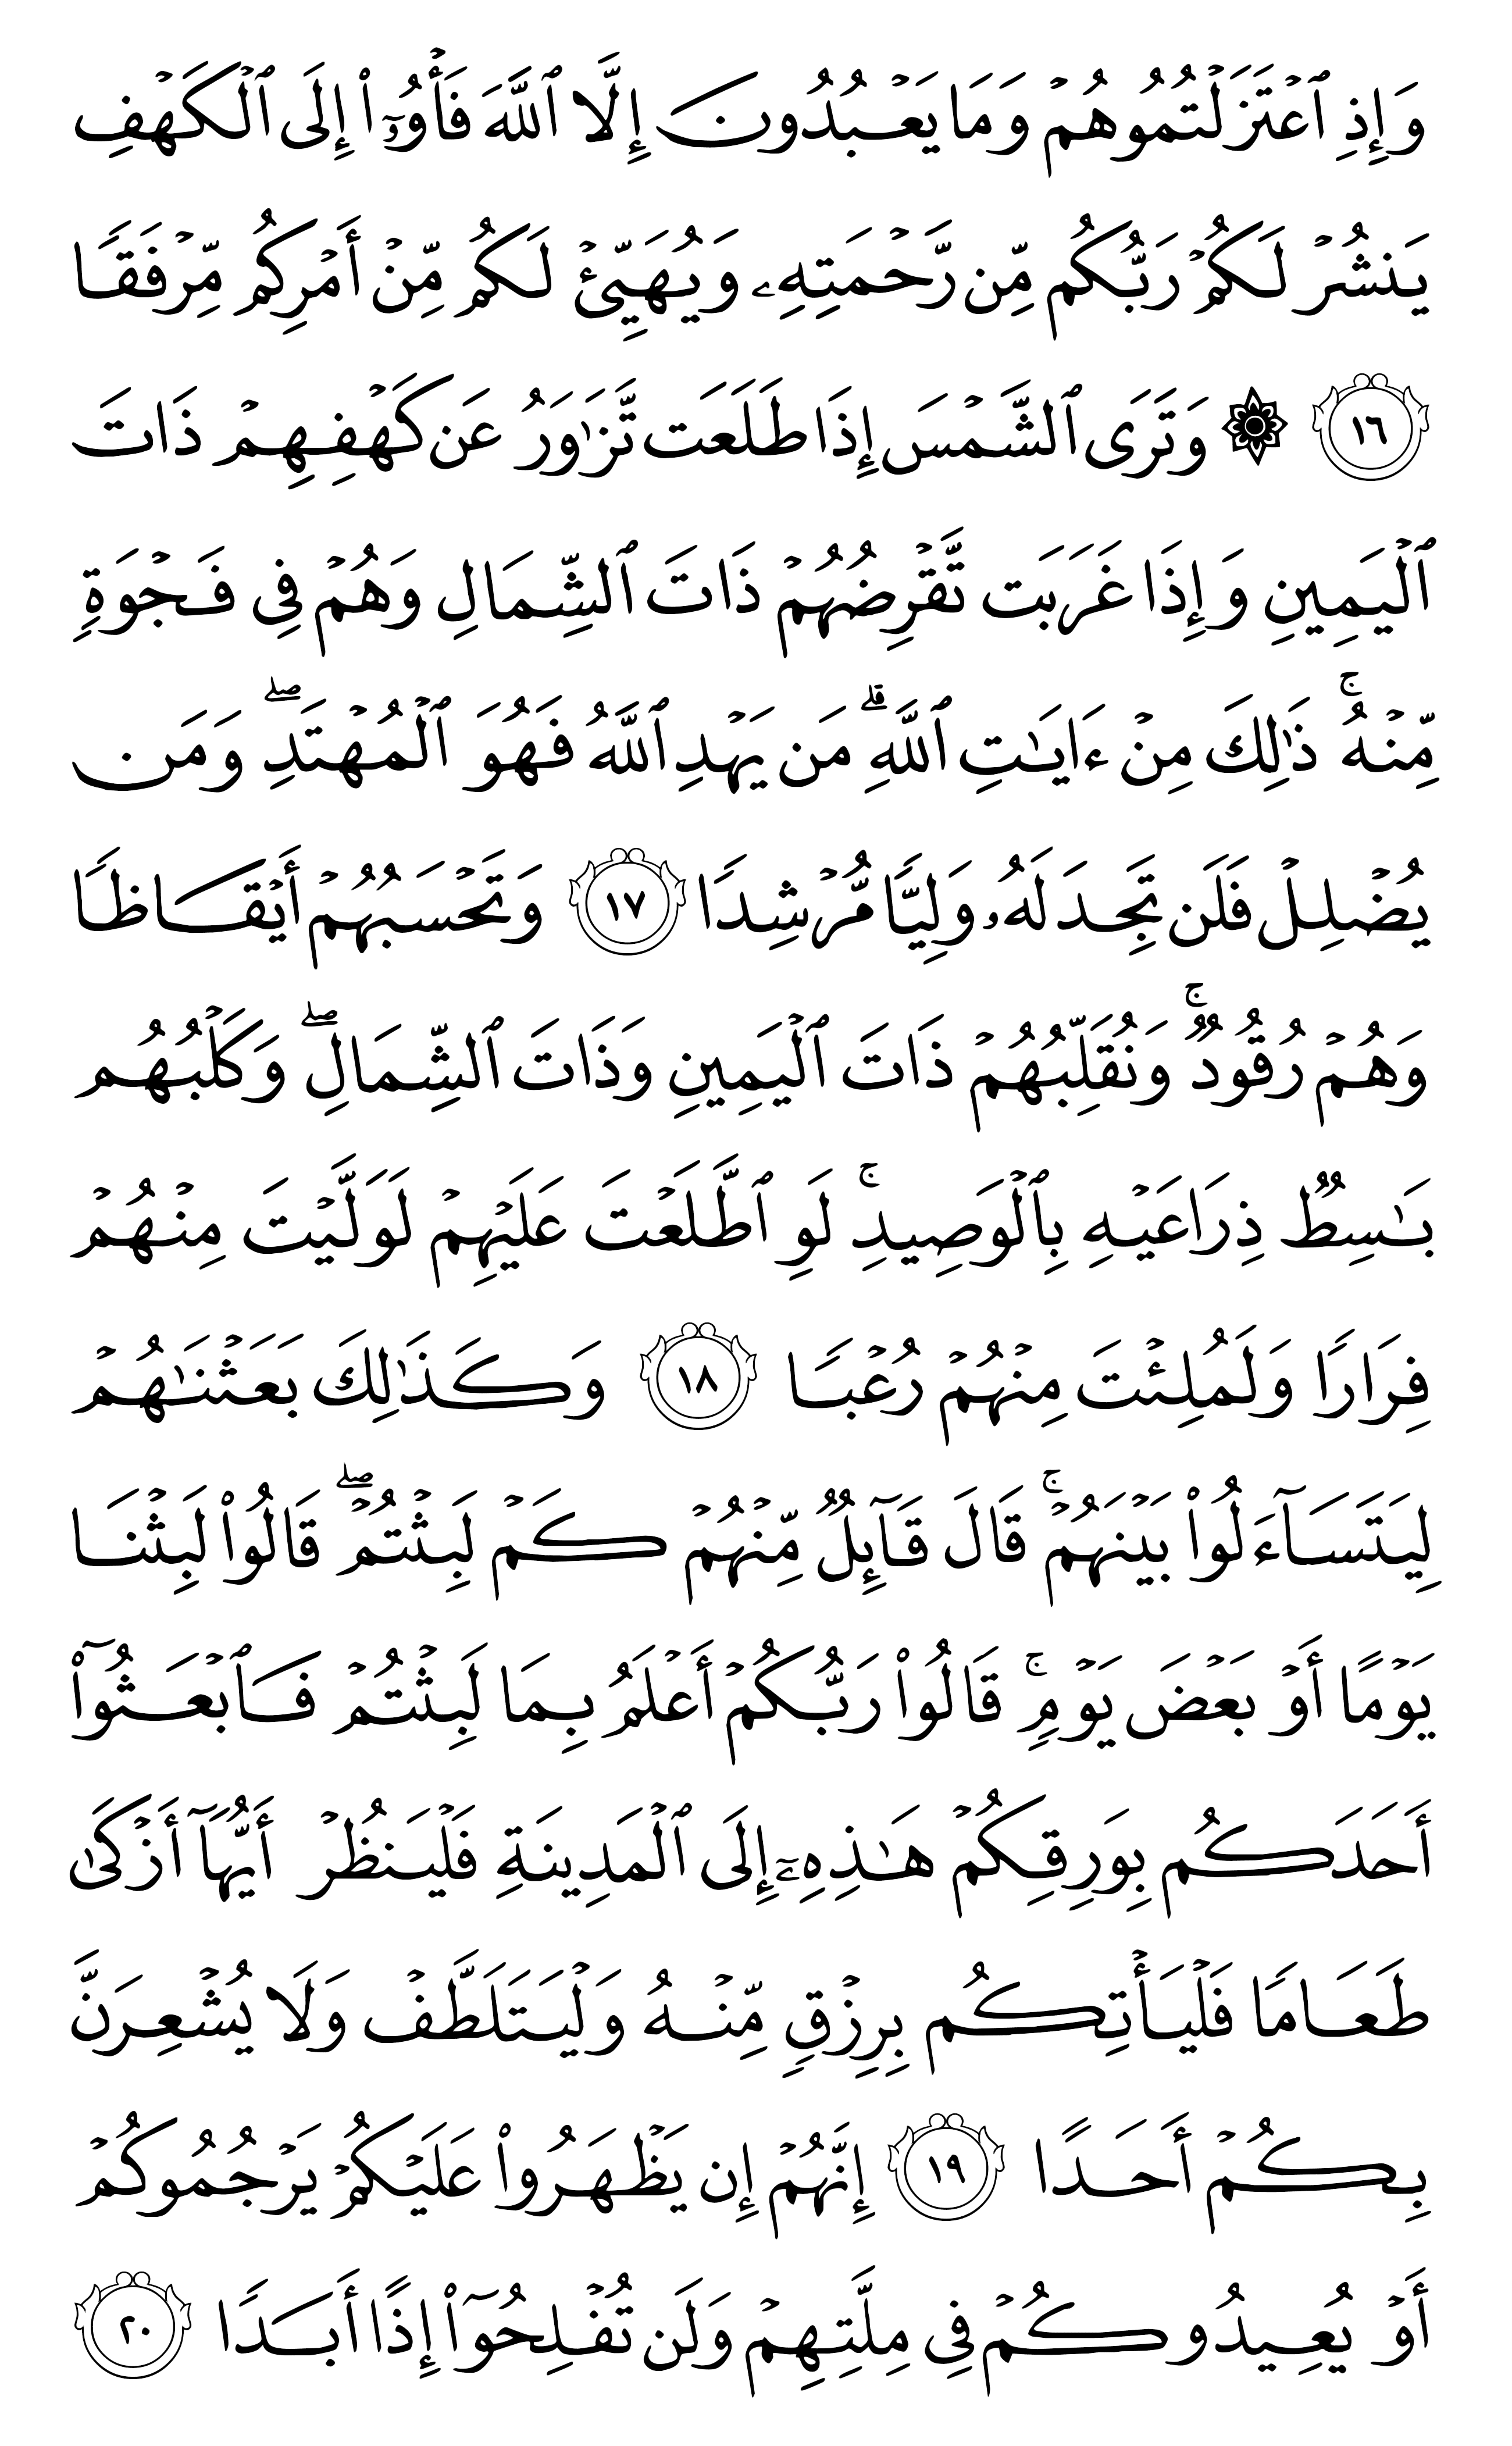 وَإِذِ ٱعۡتَزَلۡتُمُوهُمۡ وَمَا يَعۡبُدُونَ إِلَّا ٱللَّهَ فَأۡوُۥٓاْ إِلَى ٱلۡكَهۡفِ
يَنشُرۡ لَكُمۡ رَبُّكُم مِّن رَّحۡمَتِهِۦ وَيُهَيِّئۡ لَكُم مِّنۡ أَمۡرِكُم مِّرۡفَقٗا
١٦ ۞ وَتَرَى ٱلشَّمۡسَ إِذَا طَلَعَت تَّزَٰوَرُ عَن كَهۡفِهِمۡ ذَاتَ
ٱلۡيَمِينِ وَإِذَا غَرَبَت تَّقۡرِضُهُمۡ ذَاتَ ٱلشِّمَالِ وَهُمۡ فِي فَجۡوَةٖ
مِّنۡهُۚ ذَٰلِكَ مِنۡ ءَايَٰتِ ٱللَّهِۗ مَن يَهۡدِ ٱللَّهُ فَهُوَ ٱلۡمُهۡتَدِۖ وَمَن
يُضۡلِلۡ فَلَن تَجِدَ لَهُۥ وَلِيّٗا مُّرۡشِدٗا ١٧ وَتَحۡسَبُهُمۡ أَيۡقَاظٗا
وَهُمۡ رُقُودٞۚ وَنُقَلِّبُهُمۡ ذَاتَ ٱلۡيَمِينِ وَذَاتَ ٱلشِّمَالِۖ وَكَلۡبُهُم
بَٰسِطٞ ذِرَاعَيۡهِ بِٱلۡوَصِيدِۚ لَوِ ٱطَّلَعۡتَ عَلَيۡهِمۡ لَوَلَّيۡتَ مِنۡهُمۡ
فِرَارٗا وَلَمُلِئۡتَ مِنۡهُمۡ رُعۡبٗا ١٨ وَكَذَٰلِكَ بَعَثۡنَٰهُمۡ
لِيَتَسَآءَلُواْ بَيۡنَهُمۡۚ قَالَ قَآئِلٞ مِّنۡهُمۡ كَمۡ لَبِثۡتُمۡۖ قَالُواْ لَبِثۡنَا
يَوۡمًا أَوۡ بَعۡضَ يَوۡمٖۚ قَالُواْ رَبُّكُمۡ أَعۡلَمُ بِمَا لَبِثۡتُمۡ فَٱبۡعَثُوٓاْ
أَحَدَكُم بِوَرِقِكُمۡ هَٰذِهِۦٓ إِلَى ٱلۡمَدِينَةِ فَلۡيَنظُرۡ أَيُّهَآ أَزۡكَىٰ
طَعَامٗا فَلۡيَأۡتِكُم بِرِزۡقٖ مِّنۡهُ وَلۡيَتَلَطَّفۡ وَلَا يُشۡعِرَنَّ
بِكُمۡ أَحَدًا ١٩ إِنَّهُمۡ إِن يَظۡهَرُواْ عَلَيۡكُمۡ يَرۡجُمُوكُمۡ
أَوۡ يُعِيدُوكُمۡ فِي مِلَّتِهِمۡ وَلَن تُفۡلِحُوٓاْ إِذًا أَبَدٗا ٢٠